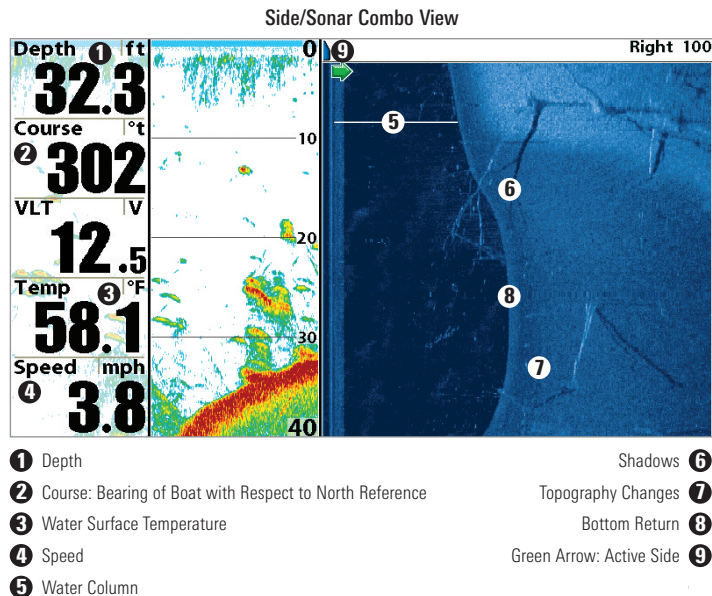 Side/Sonar Combo View
Depth 1 ft
32.3
Course °t
2 302
VLT V
12.5
Temp 3 °F
58.1
Speed mph
4 3.8
0
10
20
30
40
9 Right 100
5
6
8
7
1 Depth
2 Course: Bearing of Boat with Respect to North Reference
3 Water Surface Temperature
4 Speed
5 Water Column
Shadows 6
Topography Changes 7
Bottom Return 8
Green Arrow: Active Side 9